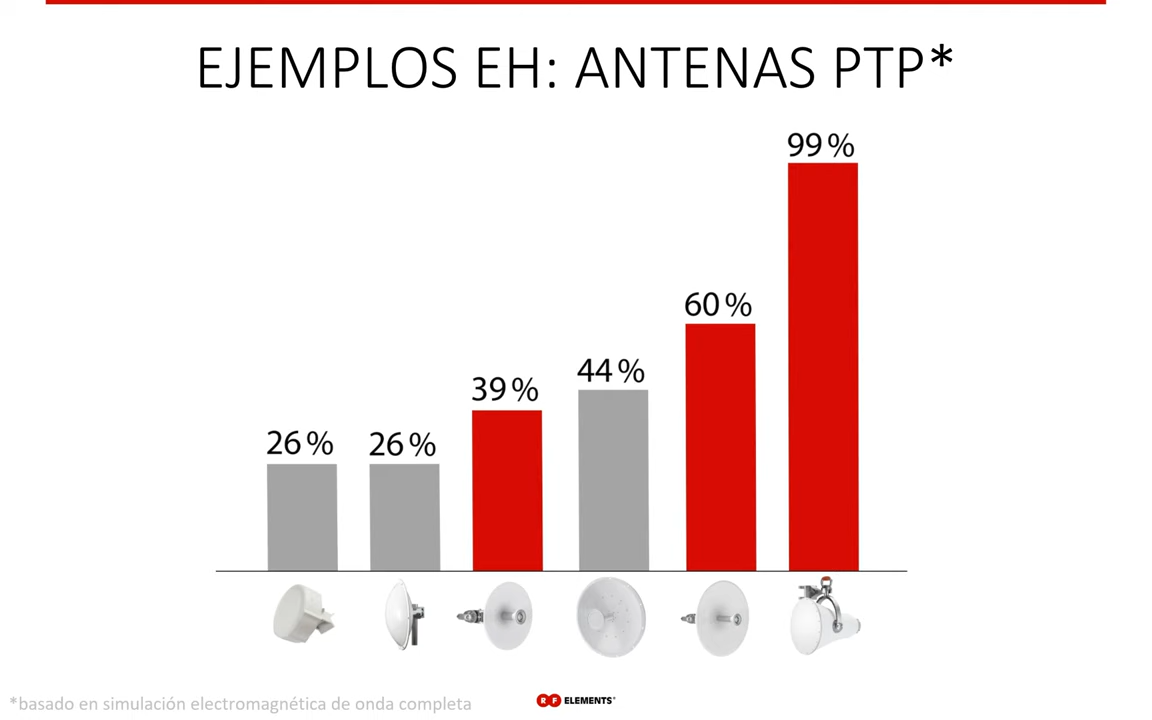 EJEMPLOS EH: ANTENAS PTP*
99 %
60 %
44 %
39 %
26 %
26 %
*basado en simulación electromagnética de onda completa
RF ELEMENTS®